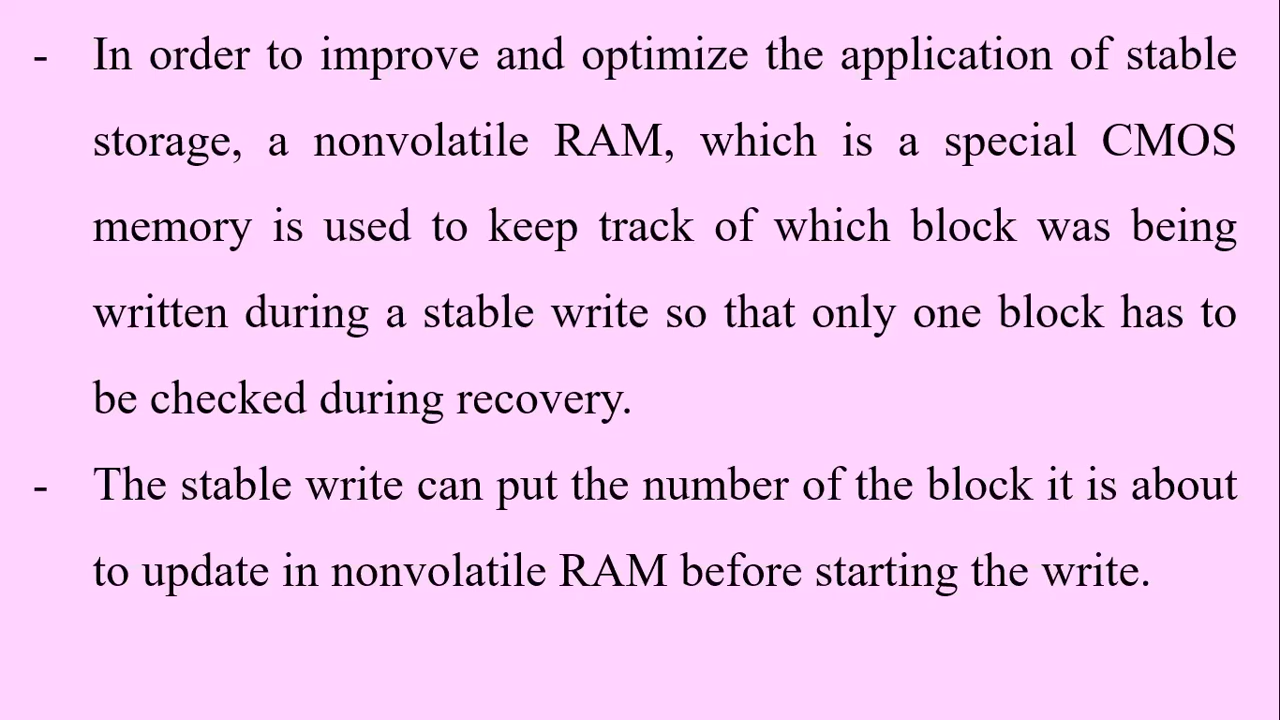 - In order to improve and optimize the application of stable
storage, a nonvolatile RAM, which is a special CMOS
memory is used to keep track of which block was being
written during a stable write so that only one block has to
be checked during recovery.
- The stable write can put the number of the block it is about
to update in nonvolatile RAM before starting the write.